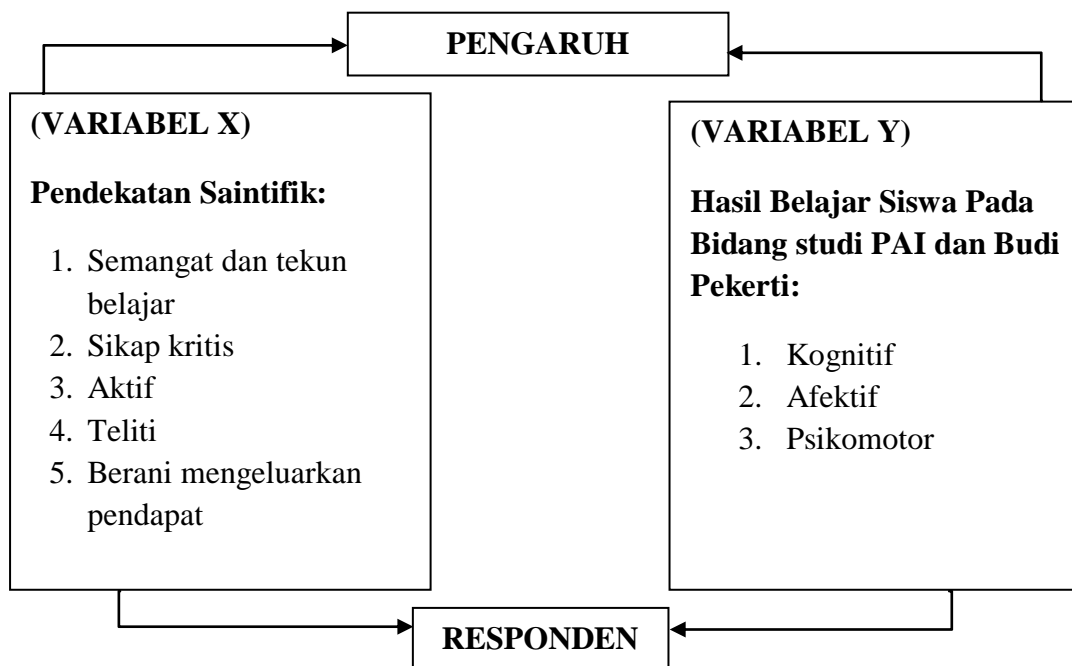 PENGARUH
(VARIABEL X)
Pendekatan Saintifik:
1. Semangat dan tekun
belajar
2. Sikap kritis
3. Aktif
4. Teliti
5. Berani mengeluarkan
pendapat
(VARIABEL Y)
Hasil Belajar Siswa Pada
Bidang studi PAI dan Budi
Pekerti:
1. Kognitif
2. Afektif
3. Psikomotor
RESPONDEN